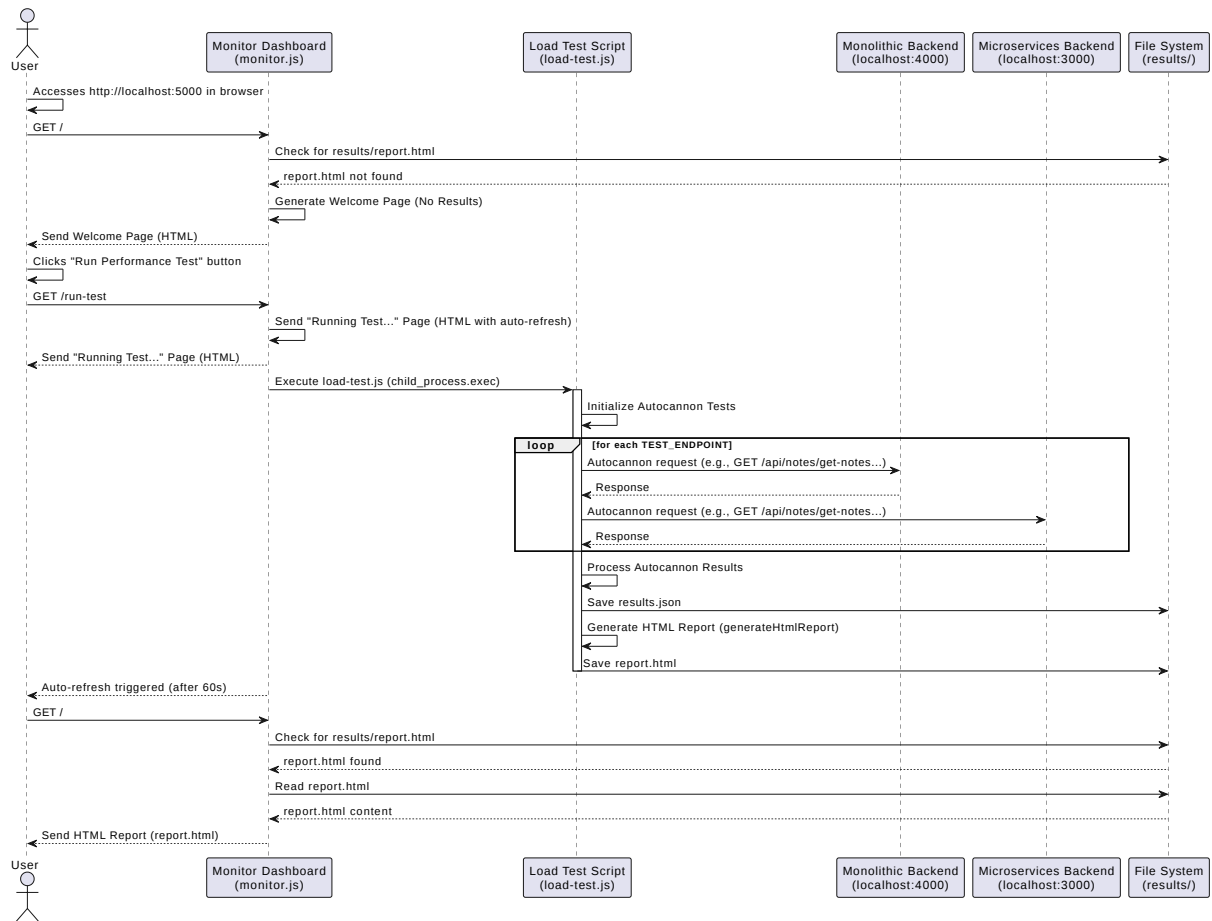 User
Monitor Dashboard
(monitor.js)
Load Test Script
(load-test.js)
Monolithic Backend
(localhost:4000)
Microservices Backend
(localhost:3000)
File System
(results/)
Accesses http://localhost:5000 in browser
GET /
Check for results/report.html
report.html not found
Generate Welcome Page (No Results)
Send Welcome Page (HTML)
Clicks "Run Performance Test" button
GET /run-test
Send "Running Test..." Page (HTML with auto-refresh)
Send "Running Test..." Page (HTML)
Execute load-test.js (child_process.exec)
Initialize Autocannon Tests
loop [for each TEST_ENDPOINT]
Autocannon request (e.g., GET /api/notes/get-notes...)
Response
Autocannon request (e.g., GET /api/notes/get-notes...)
Response
Process Autocannon Results
Save results.json
Generate HTML Report (generateHtmlReport)
Save report.html
Auto-refresh triggered (after 60s)
GET /
Check for results/report.html
report.html found
Read report.html
report.html content
Send HTML Report (report.html)
User
Monitor Dashboard
(monitor.js)
Load Test Script
(load-test.js)
Monolithic Backend
(localhost:4000)
Microservices Backend
(localhost:3000)
File System
(results/)